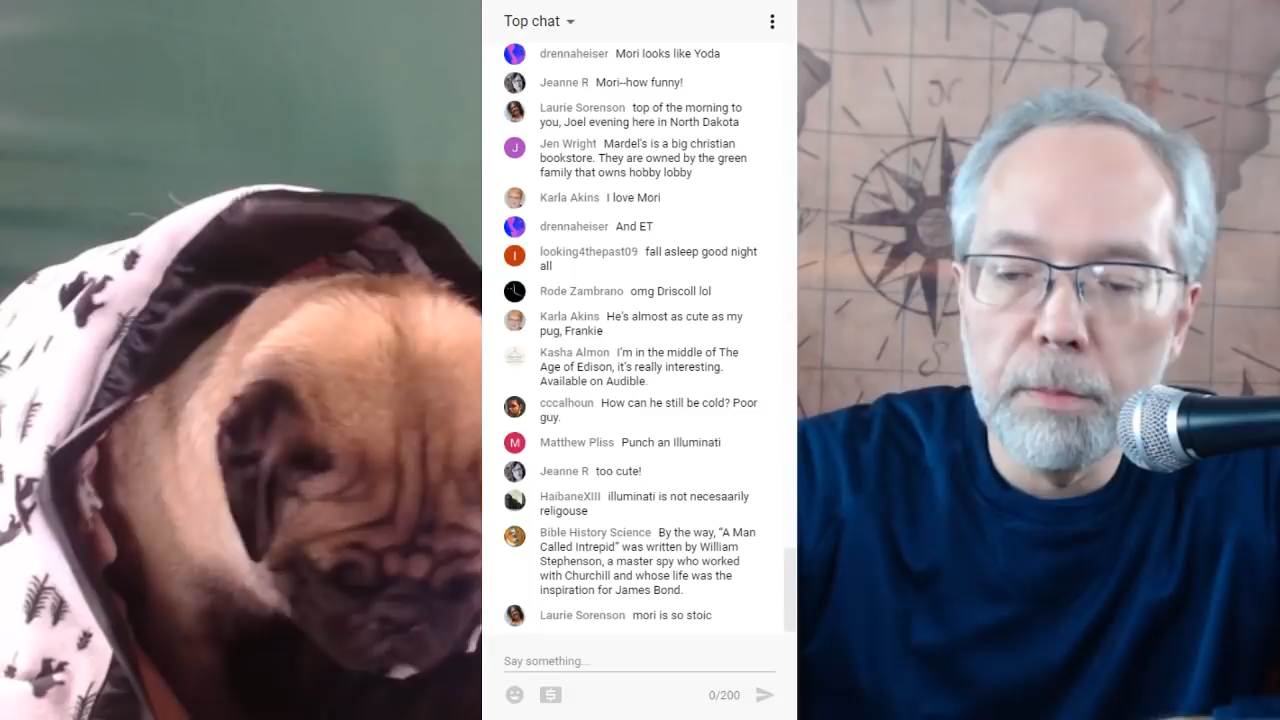 Top chat
drennaheiser Mori looks like Yoda
Jeanne R Mori--how funny!
Laurie Sorenson top of the morning to
you, Joel evening here in North Dakota
J
Jen Wright Mardel's is a big christian
bookstore. They are owned by the green
family that owns hobby lobby
Karla Akins I love Mori
drennaheiser And ET
l
looking4thepast09 fall asleep good night
all
Rode Zambrano omg Driscoll lol
Karla Akins He's almost as cute as my
pug, Frankie
Kasha Almon I'm in the middle of The
Age of Edison, it's really interesting.
Available on Audible.
cccalhoun How can he still be cold? Poor
guy.
M
Matthew Pliss Punch an Illuminati
Jeanne R too cute!
HaibaneXIII illuminati is not necesaarily
religouse
Bible History Science By the way, “A Man
Called Intrepid” was written by William
Stephenson, a master spy who worked
with Churchill and whose life was the
inspiration for James Bond.
Laurie Sorenson mori is so stoic
Say something...
$
0/200
N
S